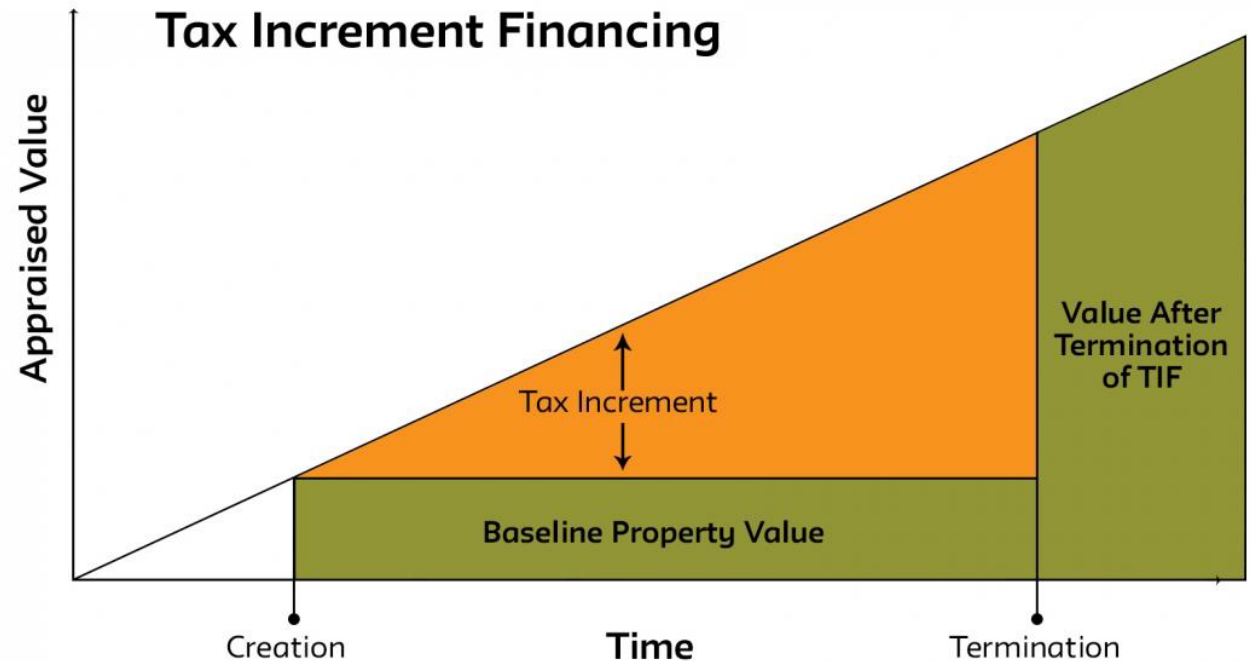 Tax Increment Financing
Appraised Value
Value After
Termination
of TIF
Tax Increment
Baseline Property Value
Creation
Time
Termination